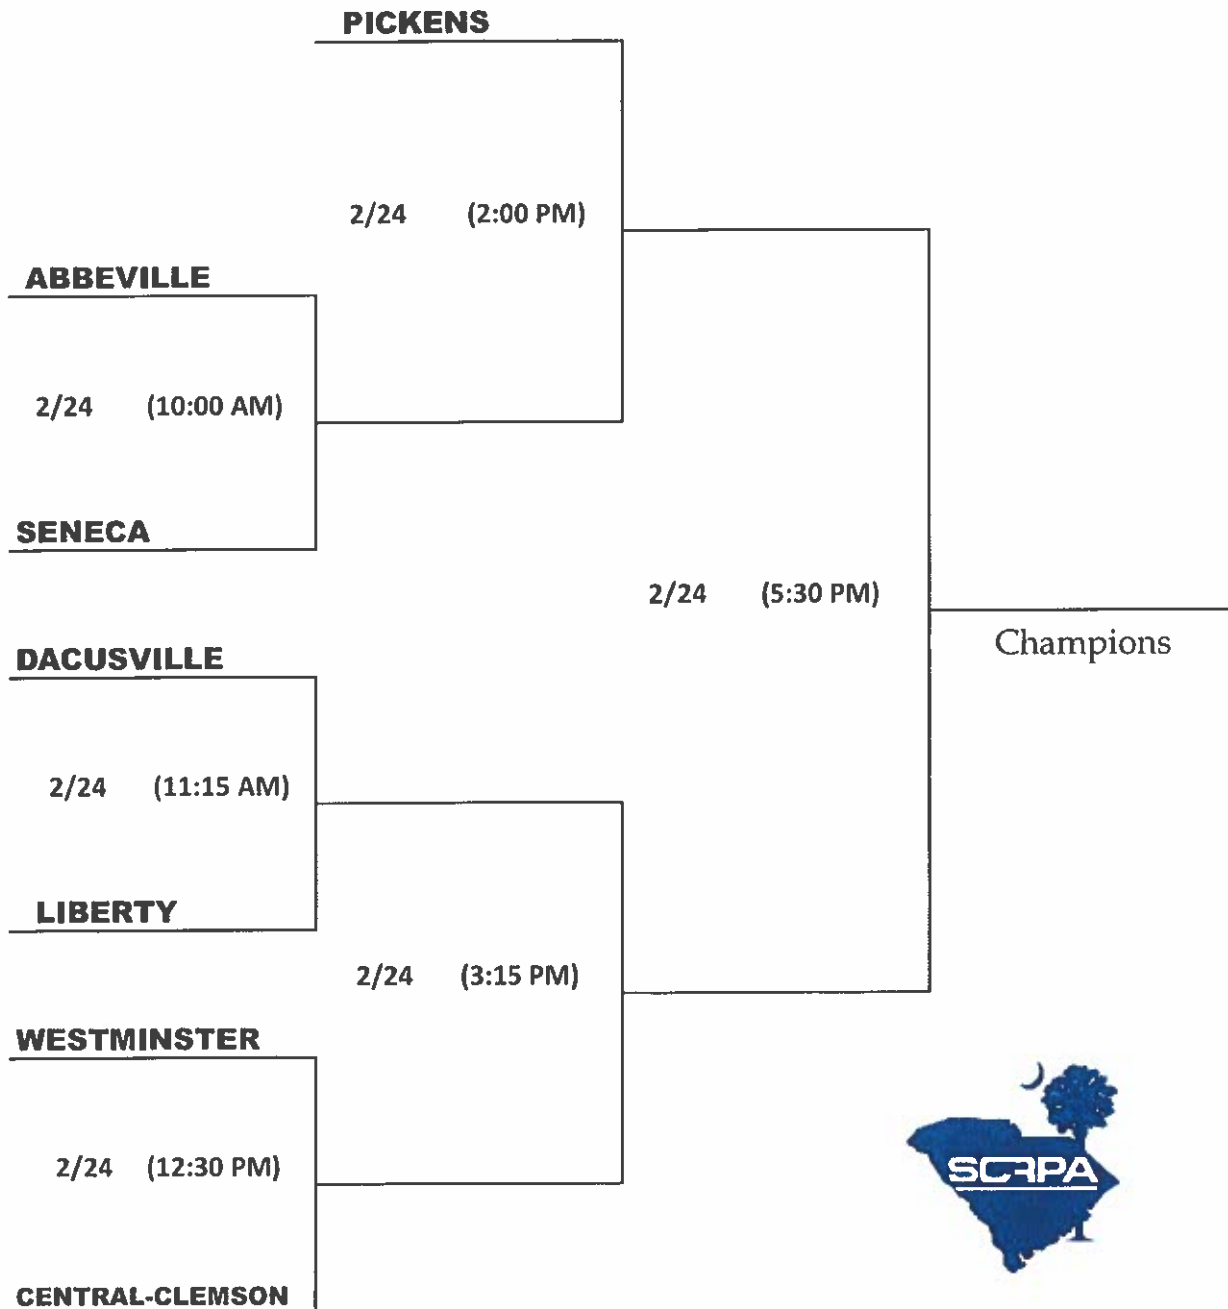 PICKENS
2/24 (2:00 PM)
ABBEVILLE
2/24 (10:00 AM)
SENECA
2/24 (5:30 PM)
Champions
DACUSVILLE
2/24 (11:15 AM)
LIBERTY
2/24 (3:15 PM)
WESTMINSTER
2/24 (12:30 PM)
SCRPA
CENTRAL-CLEMSON